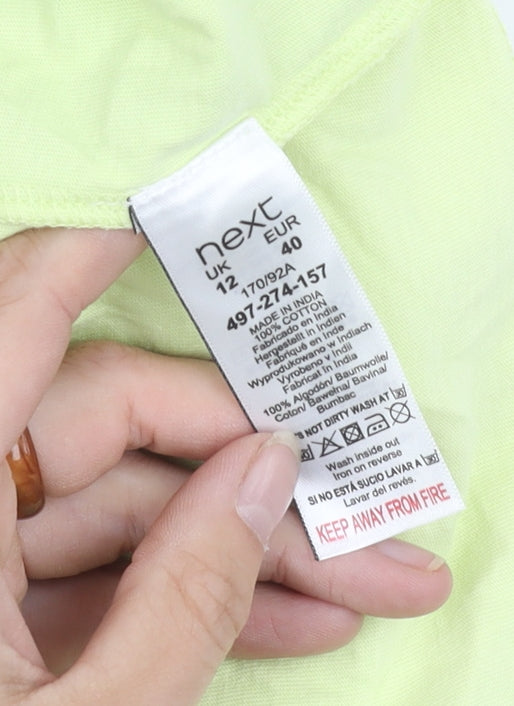 next
UK EUR
12 40
170/92A
497-274-157
MADE IN INDIA
100% COTTON
Fabricado en India
Hergestellt in Indien
Fabriqué en Inde
Wyprodukowano w Indiach
Vyrobeno v Indii
Fabricat în India
100% Algodón/ Baumwolle/
Coton/ Bawełna/ Bavlna/
Bumbac
'S NOT DIRTY WASH AT
Wash inside out
Iron on reverse
SI NO ESTÁ SUCIO LAVAR A
Lavar del revés.
KEEP AWAY FROM FIRE